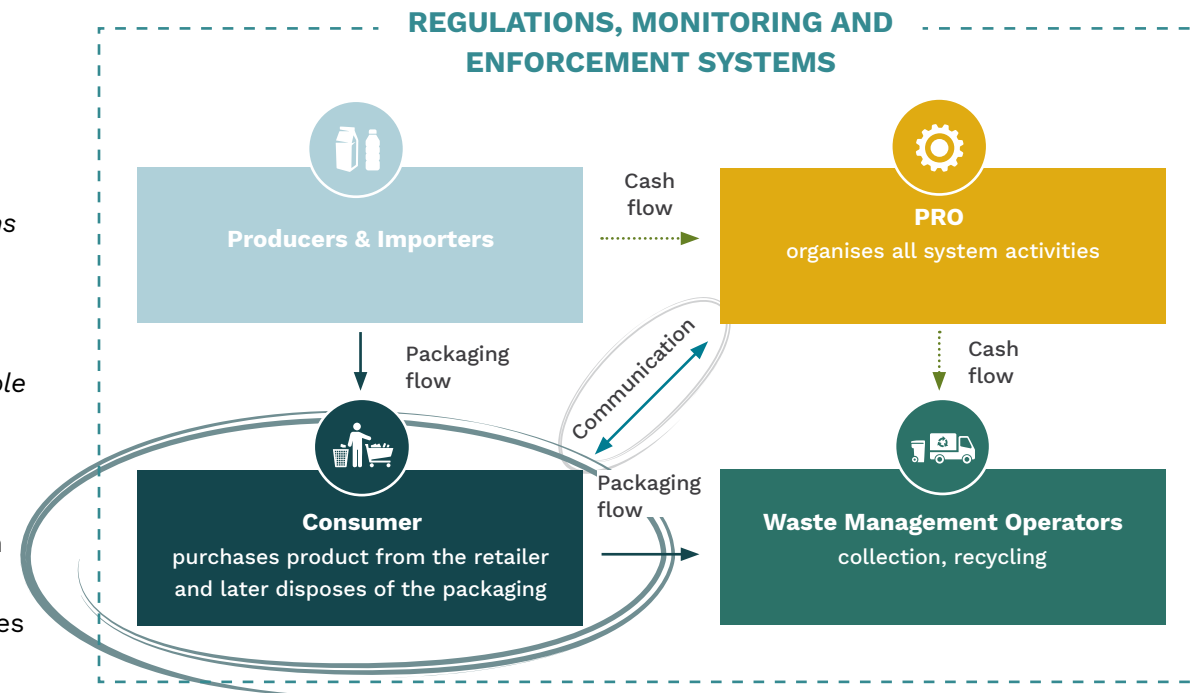 REGULATIONS, MONITORING AND
ENFORCEMENT SYSTEMS
Producers & Importers
Cash
flow
PRO
organises all system activities
Packaging
flow
Communication
Cash
flow
Consumer
purchases product from the retailer
and later disposes of the packaging
Packaging
flow
Waste Management Operators
collection, recycling